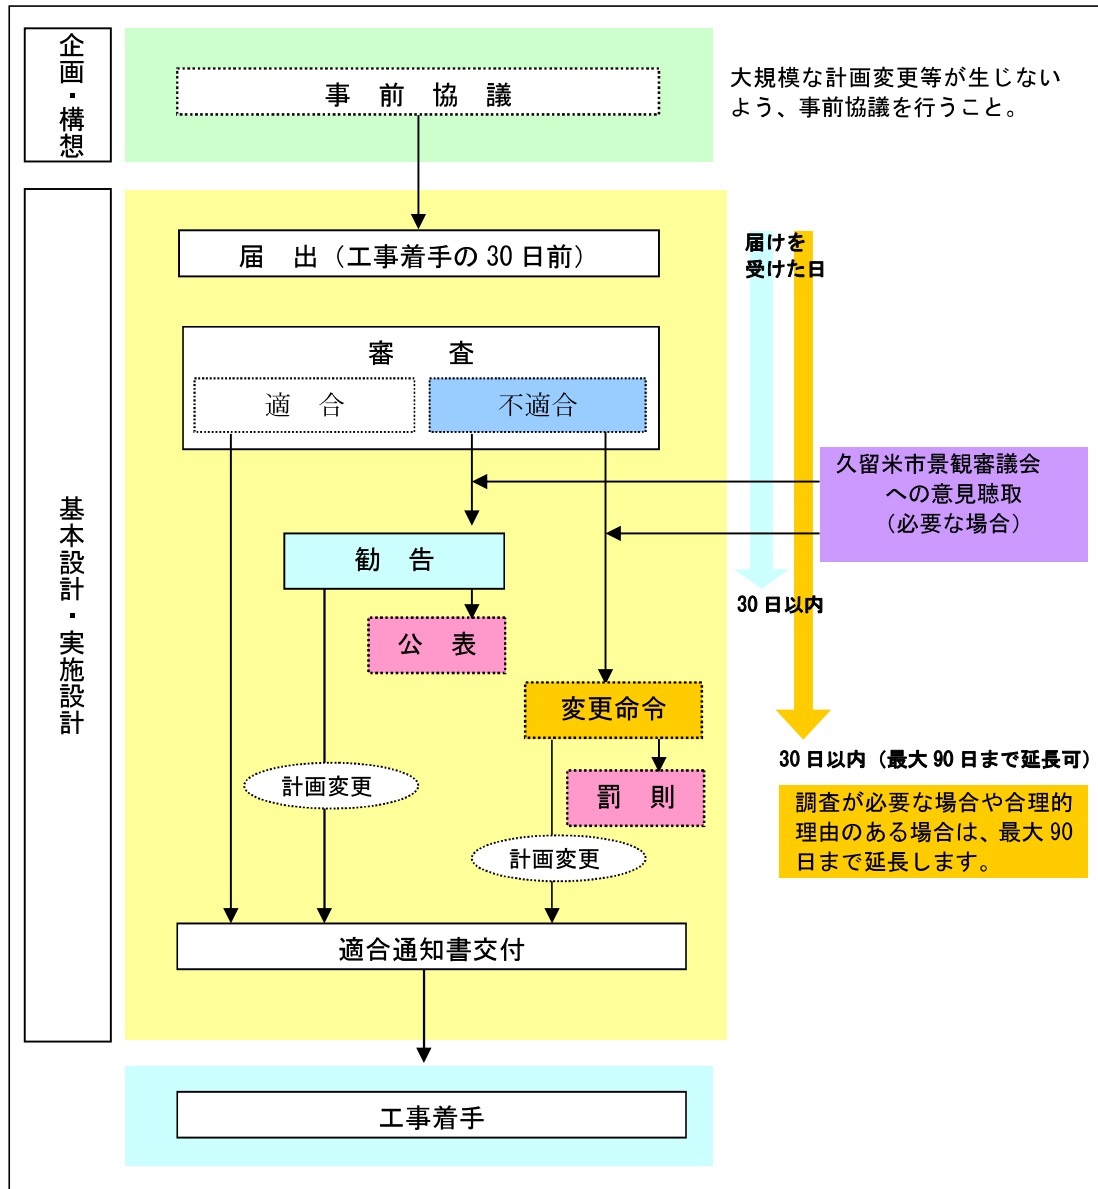 企画・構想
事　前　協　議
大規模な計画変更等が生じない
よう、事前協議を行うこと。
基本設計・実施設計
届　出（工事着手の 30 日前）
届けを
受けた日
審　　査
適　合
不適合
久留米市景観審議会
への意見聴取
（必要な場合）
勧　告
30 日以内
公　表
変更命令
30 日以内（最大 90 日まで延長可）
計画変更
罰　則
調査が必要な場合や合理的
理由のある場合は、最大 90
日まで延長します。
計画変更
適合通知書交付
工事着手